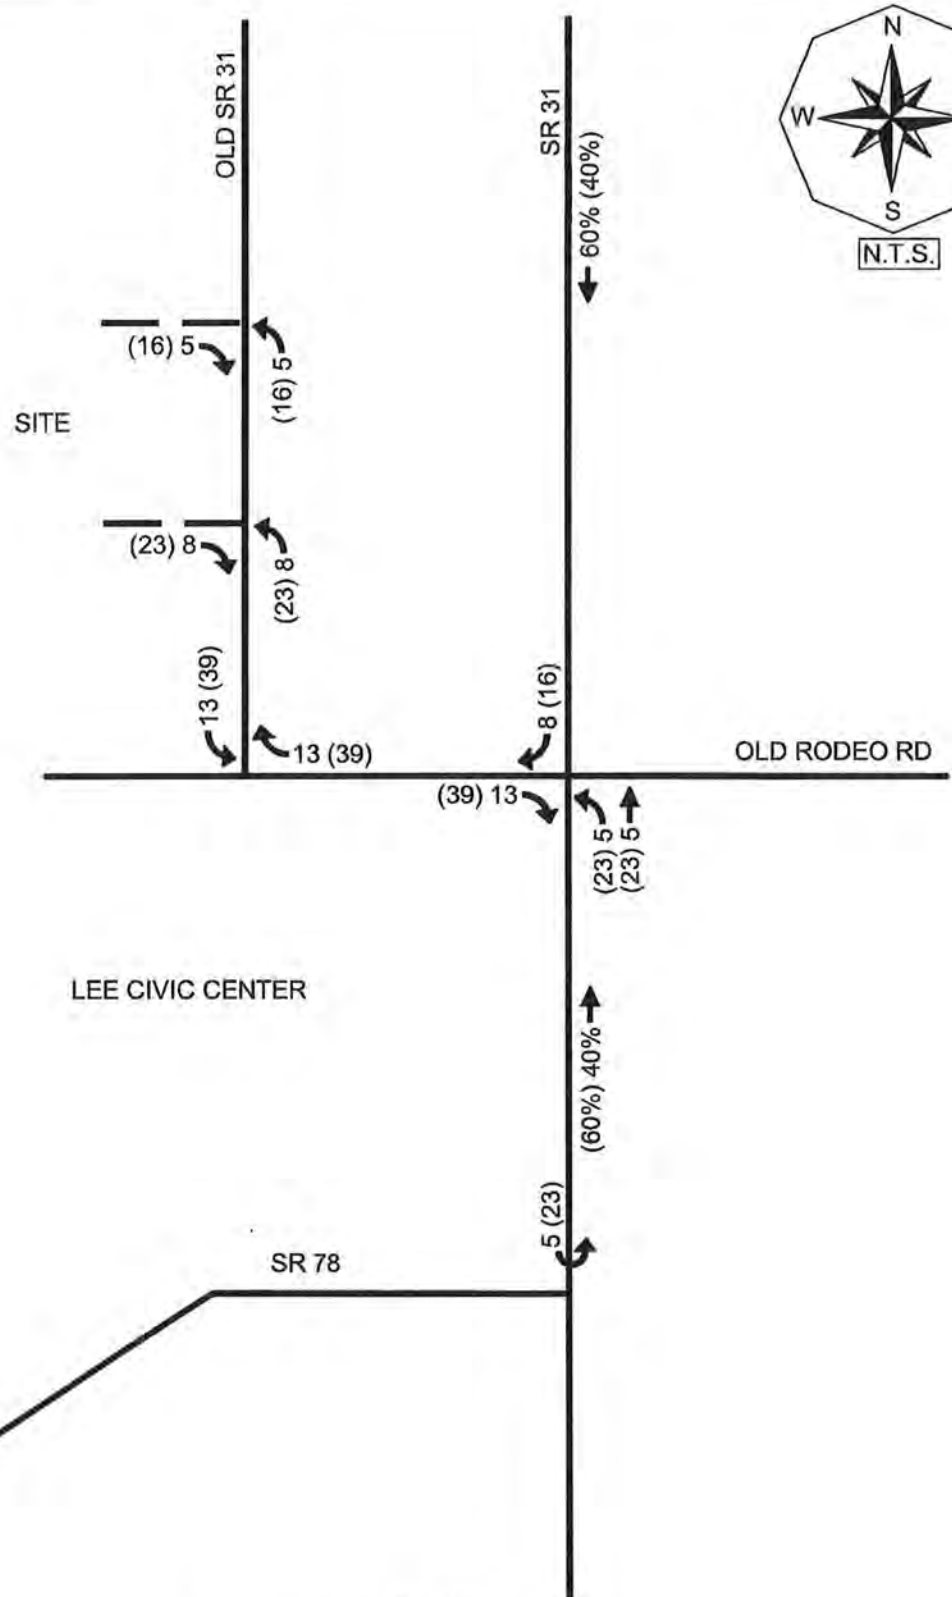 OLD SR 31
SR 31
N
W
S
N.T.S.
60% (40%)
(16) 5
(16) 5
SITE
(23) 8
(23) 8
13 (39)
13 (39)
8 (16)
OLD RODEO RD
(39) 13
(23) 5
(23) 5
LEE CIVIC CENTER
(60%) 40%
5 (23)
SR 78